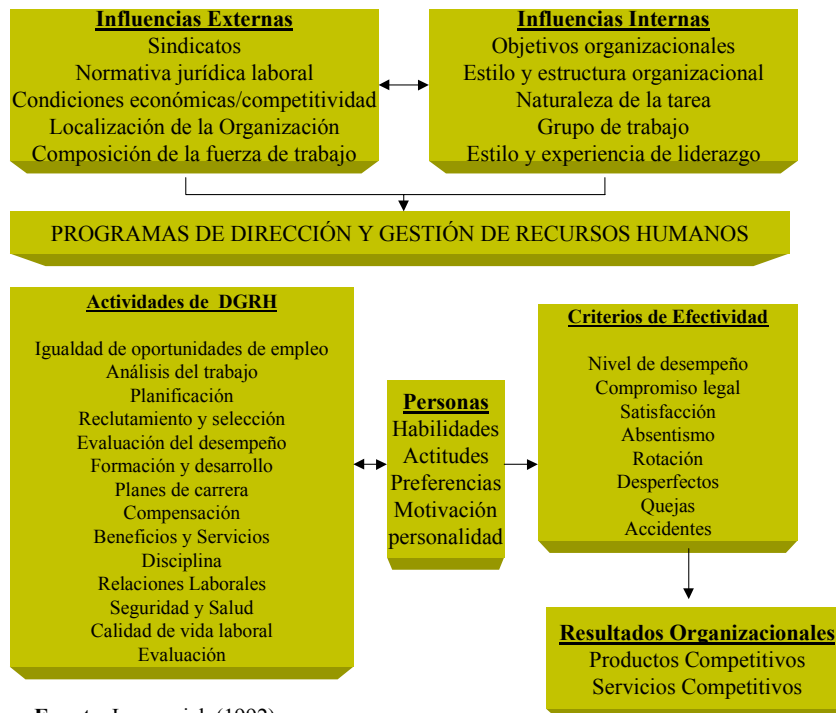 Influencias Externas
Sindicatos
Normativa jurídica laboral
Condiciones económicas/competitividad
Localización de la Organización
Composición de la fuerza de trabajo
Influencias Internas
Objetivos organizacionales
Estilo y estructura organizacional
Naturaleza de la tarea
Grupo de trabajo
Estilo y experiencia de liderazgo
PROGRAMAS DE DIRECCIÓN Y GESTIÓN DE RECURSOS HUMANOS
Actividades de DGRH
Igualdad de oportunidades de empleo
Análisis del trabajo
Planificación
Reclutamiento y selección
Evaluación del desempeño
Formación y desarrollo
Planes de carrera
Compensación
Beneficios y Servicios
Disciplina
Relaciones Laborales
Seguridad y Salud
Calidad de vida laboral
Evaluación
Personas
Habilidades
Actitudes
Preferencias
Motivación
personalidad
Criterios de Efectividad
Nivel de desempeño
Compromiso legal
Satisfacción
Absentismo
Rotación
Desperfectos
Quejas
Accidentes
Resultados Organizacionales
Productos Competitivos
Servicios Competitivos